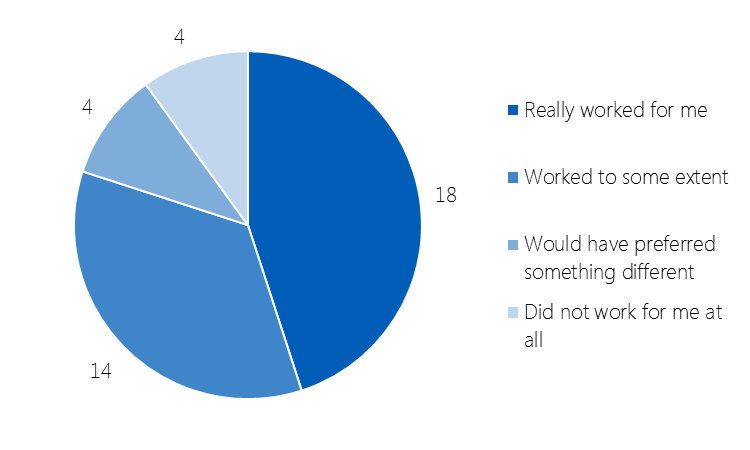 4
4
18
14
Really worked for me
Worked to some extent
Would have preferred
something different
Did not work for me at
all